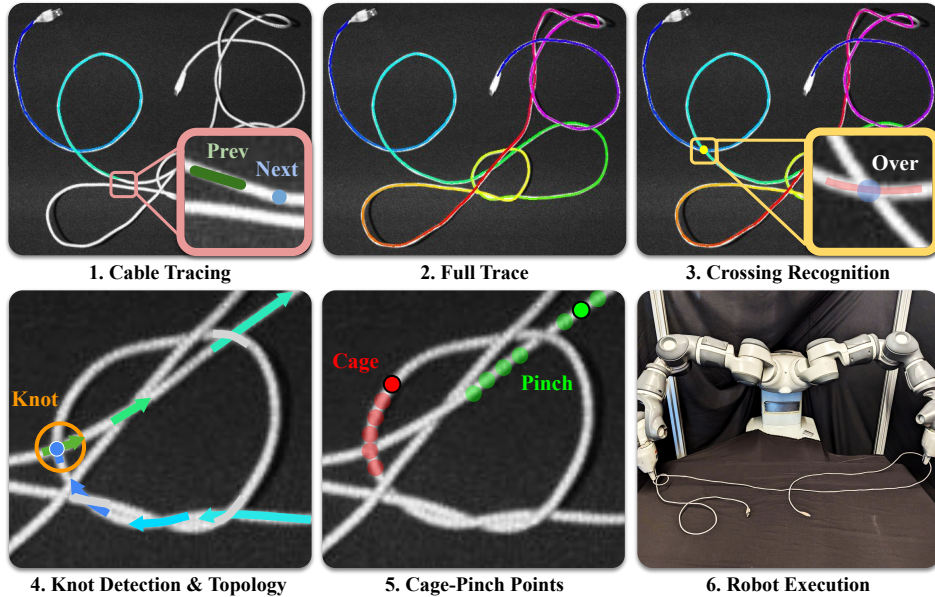 Prev
Next
Over
1. Cable Tracing
2. Full Trace
3. Crossing Recognition
Cage
Knot
Pinch
4. Knot Detection & Topology
5. Cage-Pinch Points
6. Robot Execution